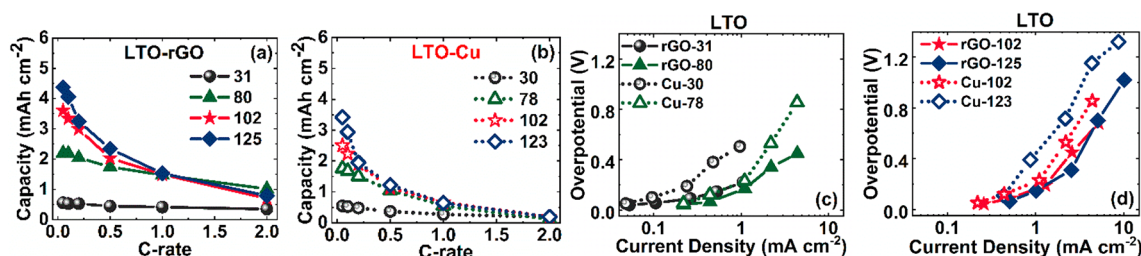 Capacity (mAh cm⁻²)
6
5
4
3
2
1
0
LTO-rGO
(a)
31
80
102
125
0.0 0.5 1.0 1.5 2.0
C-rate
Capacity (mAh cm⁻²)
6
5
4
3
2
1
0
LTO-Cu
(b)
30
78
102
123
0.0 0.5 1.0 1.5 2.0
C-rate
LTO
Overpotential (V)
1.2
0.8
0.4
0.0
rGO-31
rGO-80
Cu-30
Cu-78
(c)
0.1 1 10
Current Density (mA cm⁻²)
LTO
Overpotential (V)
1.2
0.8
0.4
0.0
rGO-102
rGO-125
Cu-102
Cu-123
(d)
0.1 1 10
Current Density (mA cm⁻²)